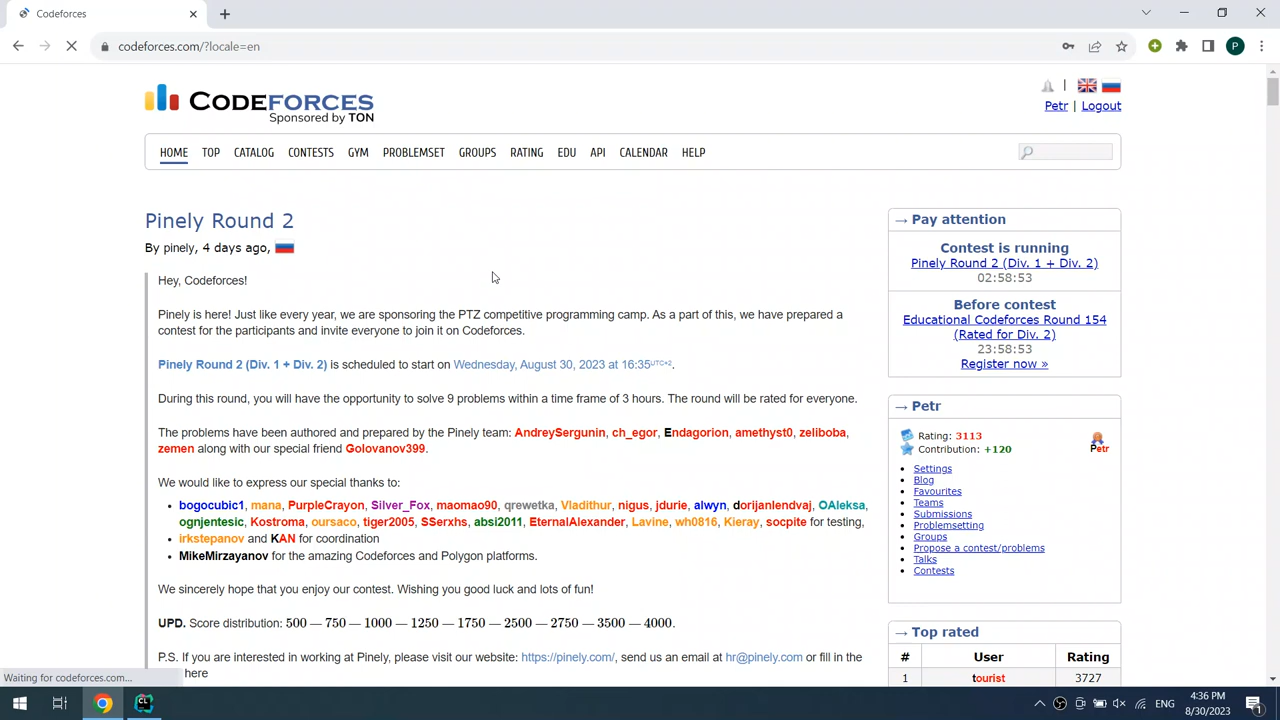 Codeforces
codeforces.com/?locale=en
P
CODEFORCES
Sponsored by TON
|
Petr | Logout
HOME TOP CATALOG CONTESTS GYM PROBLEMSET GROUPS RATING EDU API CALENDAR HELP
Pinely Round 2
By pinely, 4 days ago,
Hey, Codeforces!
Pinely is here! Just like every year, we are sponsoring the PTZ competitive programming camp. As a part of this, we have prepared a
contest for the participants and invite everyone to join it on Codeforces.
Pinely Round 2 (Div. 1 + Div. 2) is scheduled to start on Wednesday, August 30, 2023 at 16:35UTC+2.
During this round, you will have the opportunity to solve 9 problems within a time frame of 3 hours. The round will be rated for everyone.
The problems have been authored and prepared by the Pinely team: AndreySergunin, ch_egor, Endagorion, amethyst0, zeliboba,
zemen along with our special friend Golovanov399.
We would like to express our special thanks to:
• bogocubic1, mana, PurpleCrayon, Silver_Fox, maomao90, qrewetka, Vladithur, nigus, jdurie, alwyn, dorijanlendvaj, OAleksa,
ognjentesic, Kostroma, oursaco, tiger2005, SSerxhs, absi2011, EternalAlexander, Lavine, wh0816, Kieray, socpite for testing,
• irkstepanov and KAN for coordination
• MikeMirzayanov for the amazing Codeforces and Polygon platforms.
We sincerely hope that you enjoy our contest. Wishing you good luck and lots of fun!
UPD. Score distribution: 500 — 750 — 1000 — 1250 — 1750 — 2500 — 2750 — 3500 — 4000.
P.S. If you are interested in working at Pinely, please visit our website: https://pinely.com/, send us an email at hr@pinely.com or fill in the
here
→ Pay attention
Contest is running
Pinely Round 2 (Div. 1 + Div. 2)
02:58:53
Before contest
Educational Codeforces Round 154
(Rated for Div. 2)
23:58:53
Register now »
→ Petr
Rating: 3113
Contribution: +120
Petr
• Settings
• Blog
• Favourites
• Teams
• Submissions
• Problemsetting
• Groups
• Propose a contest/problems
• Talks
• Contests
→ Top rated
# User Rating
1 tourist 3727
Waiting for codeforces.com...
CL
ENG
4:36 PM
8/30/2023
1